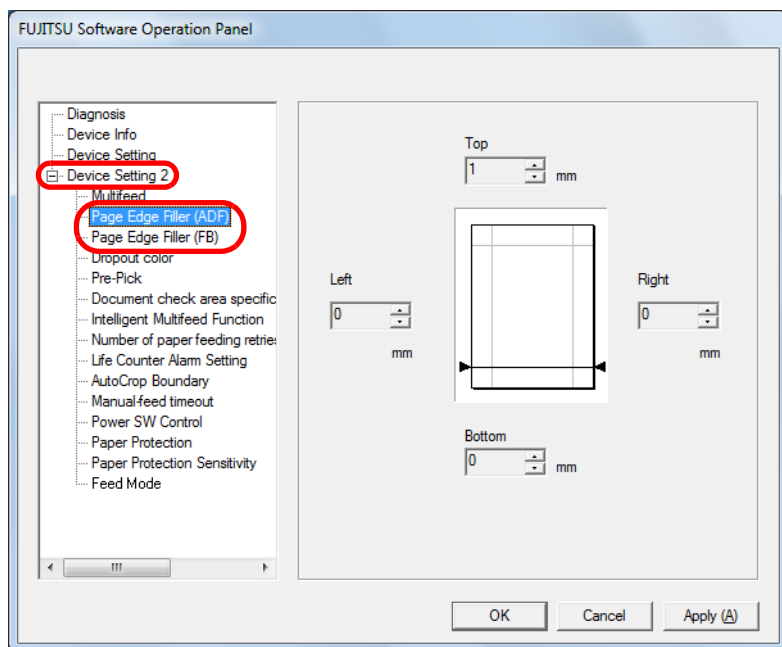 FUJITSU Software Operation Panel
Diagnosis
Device Info
Device Setting
Device Setting 2
Multifeed
Page Edge Filler (ADF)
Page Edge Filler (FB)
Dropout color
Pre-Pick
Document check area specific
Intelligent Multifeed Function
Number of paper feeding retries
Life Counter Alarm Setting
AutoCrop Boundary
Manual-feed timeout
Power SW Control
Paper Protection
Paper Protection Sensitivity
Feed Mode
Top
1 mm
Left
0
mm
Right
0
mm
Bottom
0 mm
OK Cancel Apply (A)